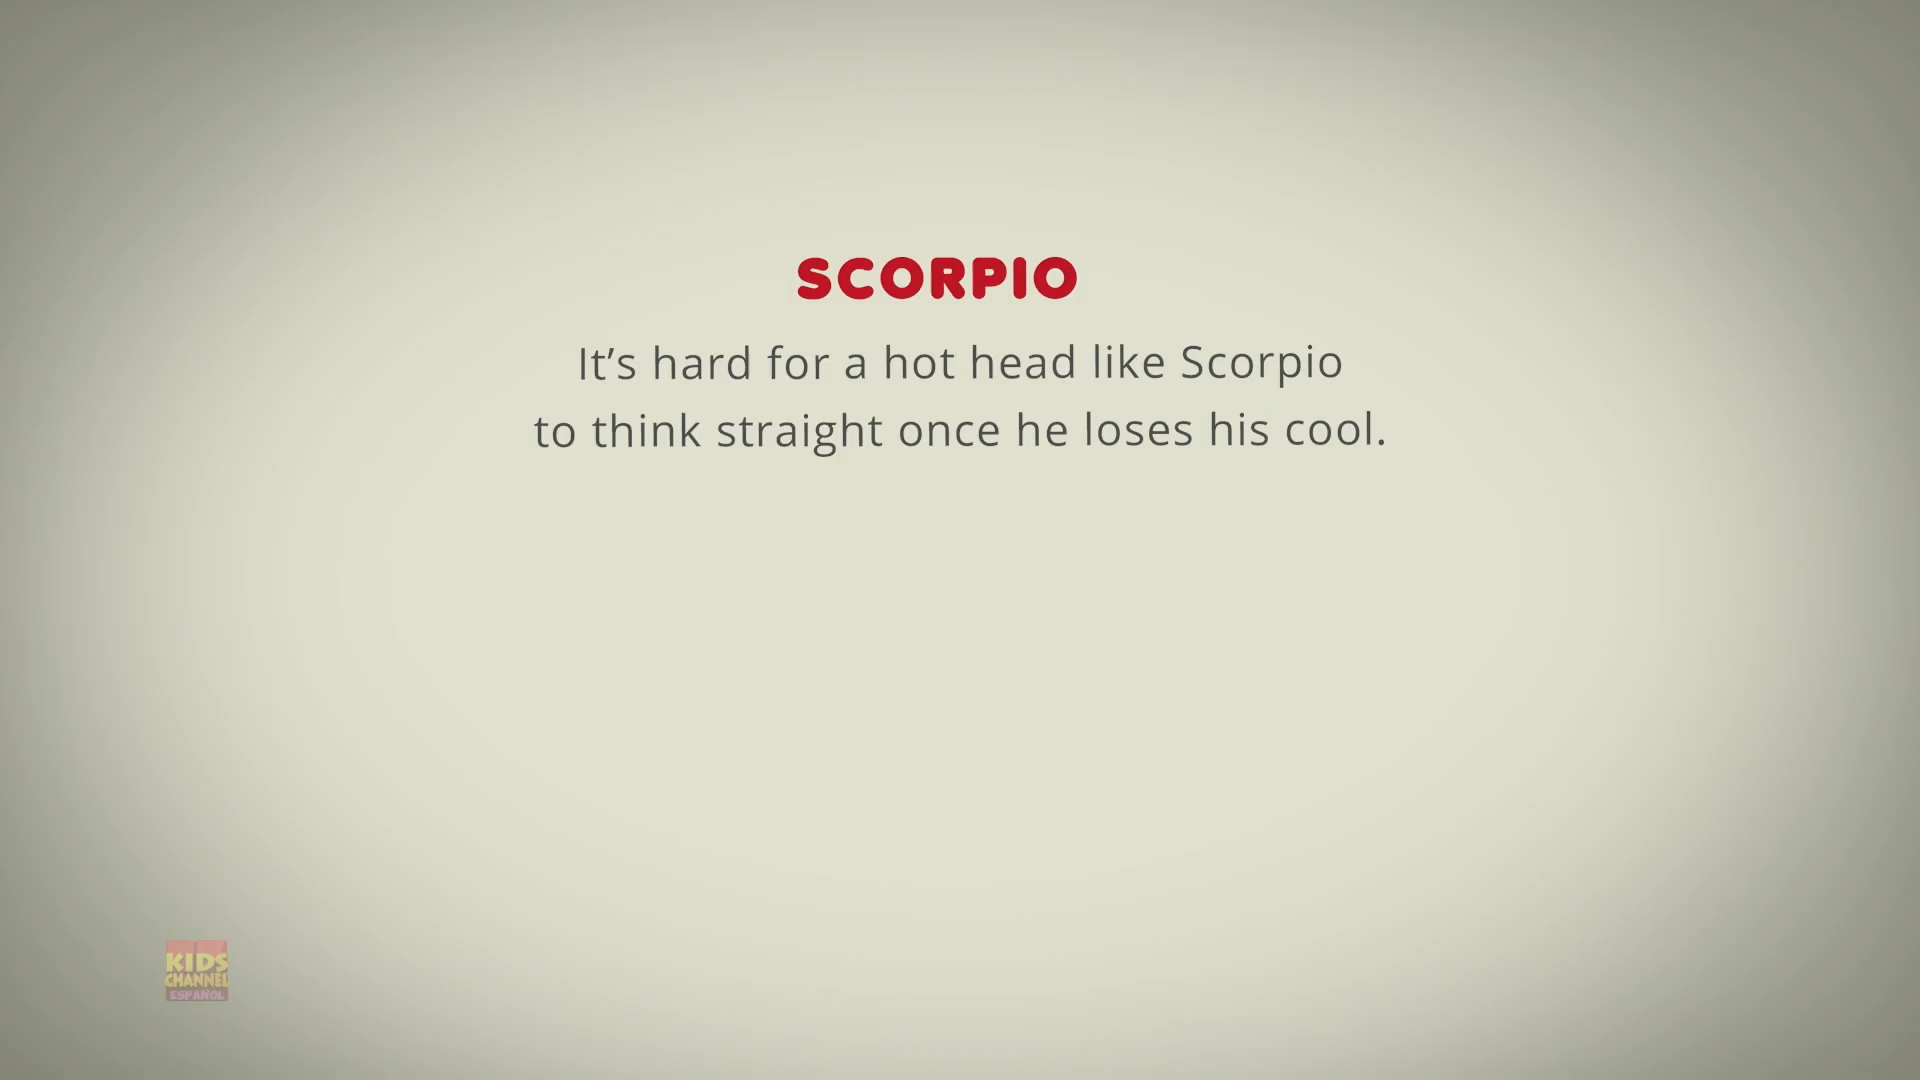 SCORPIO
It’s hard for a hot head like Scorpio
to think straight once he loses his cool.
KIDS
CHANNEL
ESPAÑOL